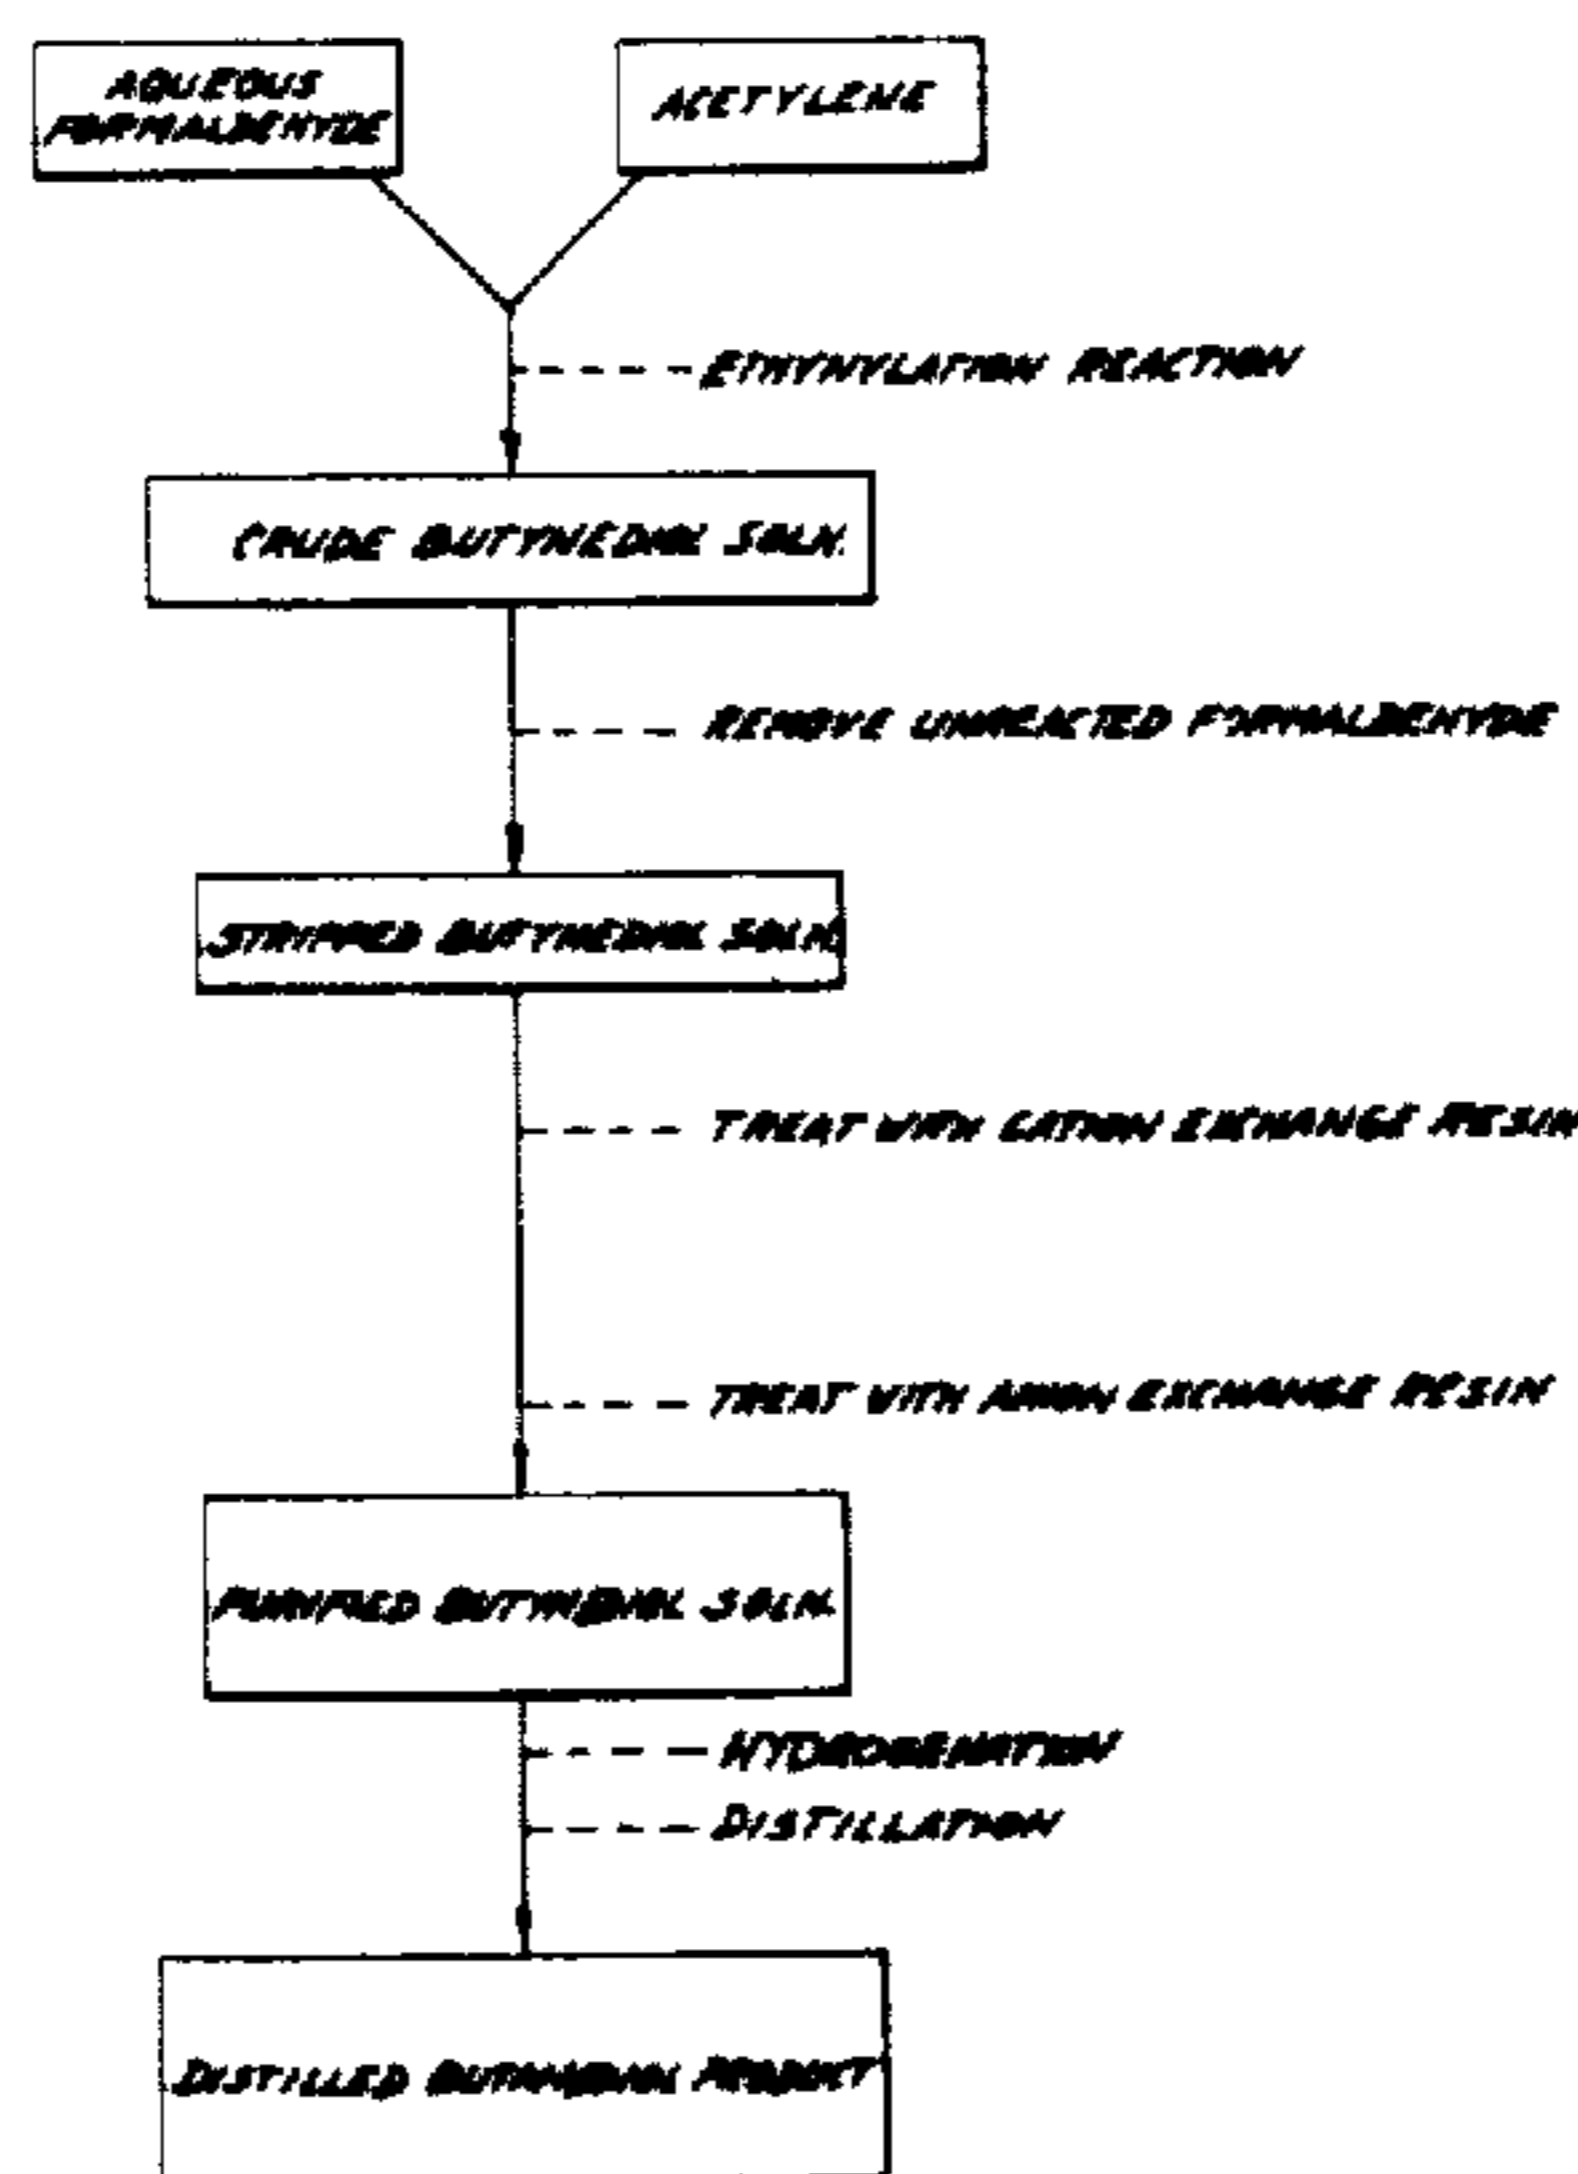 AQUEOUS
FORMALDEHYDE
ACETYLENE
ETHYNYLATION REACTION
CRUDE BUTYNEDIOL SOLN.
REMOVE UNREACTED FORMALDEHYDE
STRIPPED BUTYNEDIOL SOLN.
TREAT WITH CATION EXCHANGE RESIN
TREAT WITH ANION EXCHANGE RESIN
PURIFIED BUTYNEDIOL SOLN.
HYDROGENATION
DISTILLATION
DISTILLED BUTANEDIOL PRODUCT